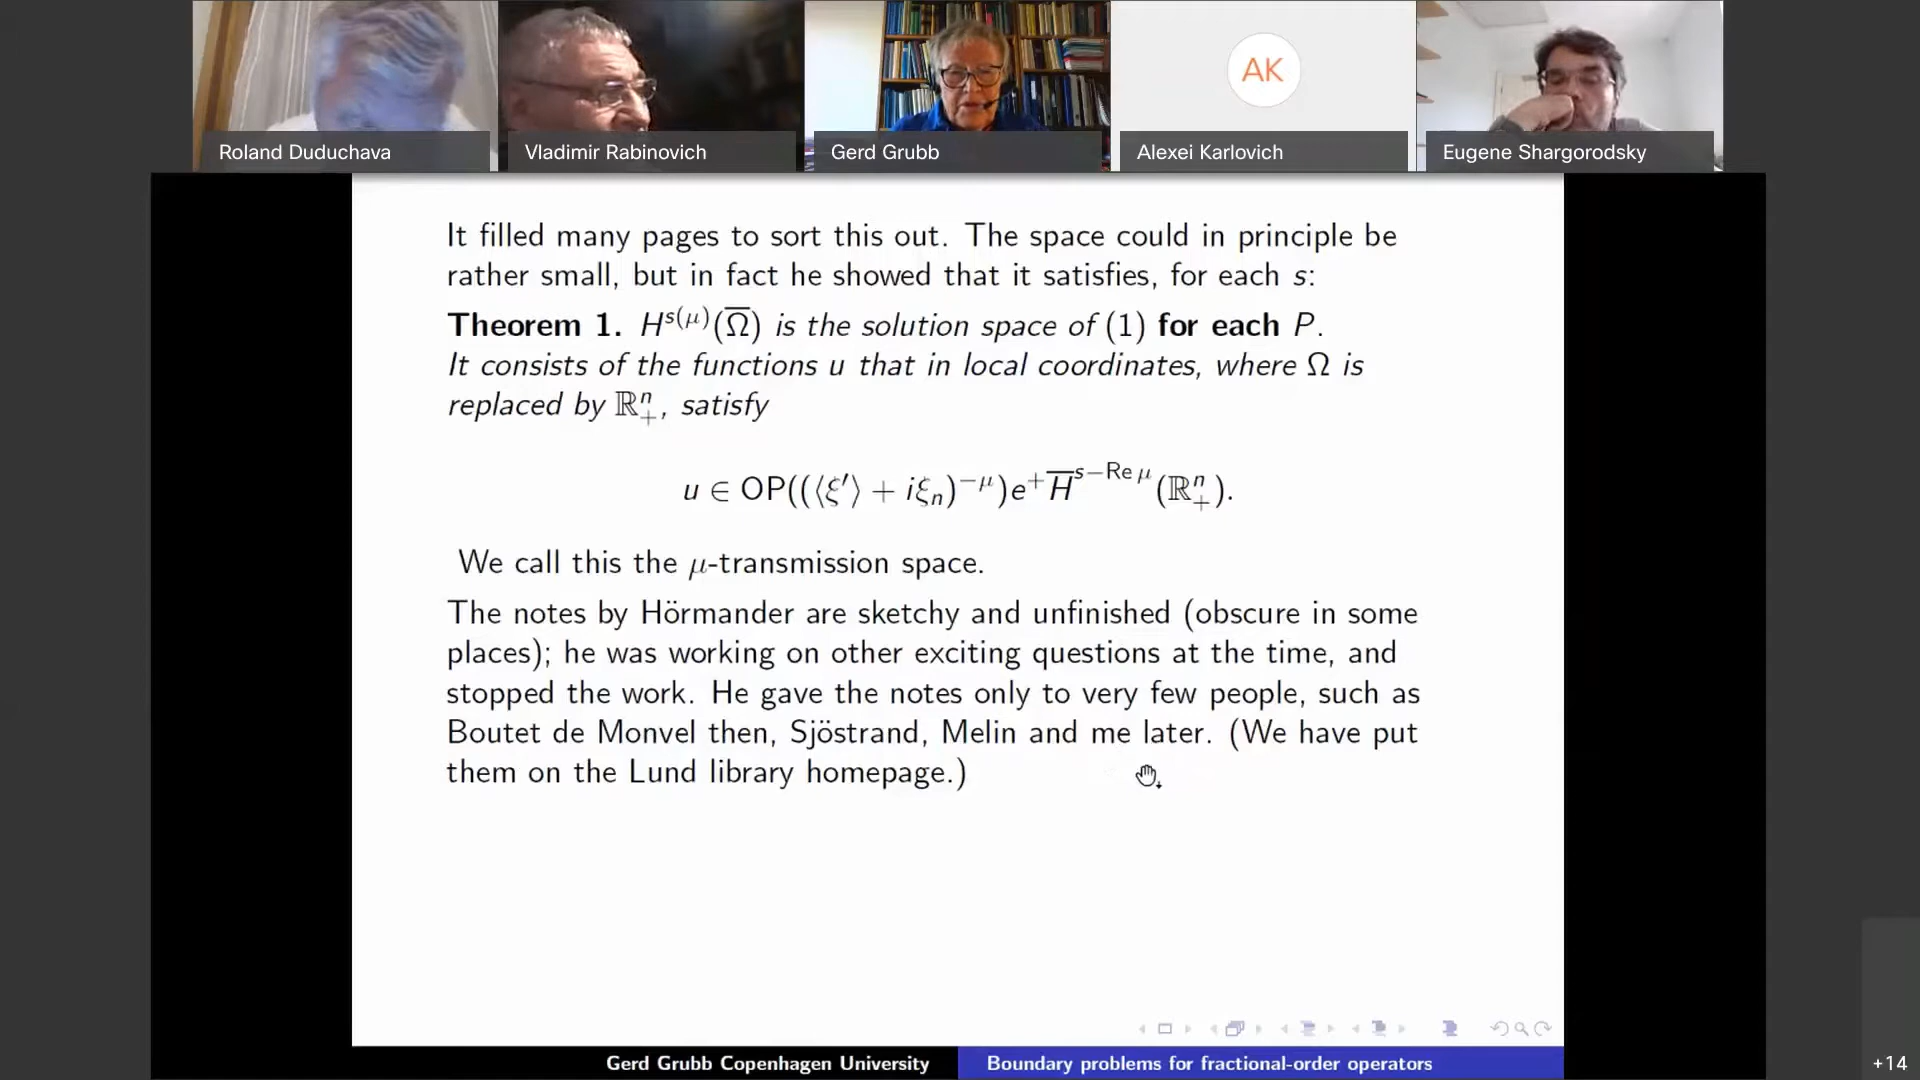 Roland Duduchava
Vladimir Rabinovich
Gerd Grubb
AK
Alexei Karlovich
Eugene Shargorodsky
It filled many pages to sort this out. The space could in principle be
rather small, but in fact he showed that it satisfies, for each s:
Theorem 1. H^{s(μ)}(Ω̅) is the solution space of (1) for each P.
It consists of the functions u that in local coordinates, where Ω is
replaced by ℝ^n_+, satisfy
u ∈ OP((⟨ξ′⟩ + iξ_n)^{−μ})e^+H̅^{s−Re μ}(ℝ^n_+).
We call this the μ-transmission space.
The notes by Hörmander are sketchy and unfinished (obscure in some
places); he was working on other exciting questions at the time, and
stopped the work. He gave the notes only to very few people, such as
Boutet de Monvel then, Sjöstrand, Melin and me later. (We have put
them on the Lund library homepage.)
Gerd Grubb Copenhagen University
Boundary problems for fractional-order operators
+14